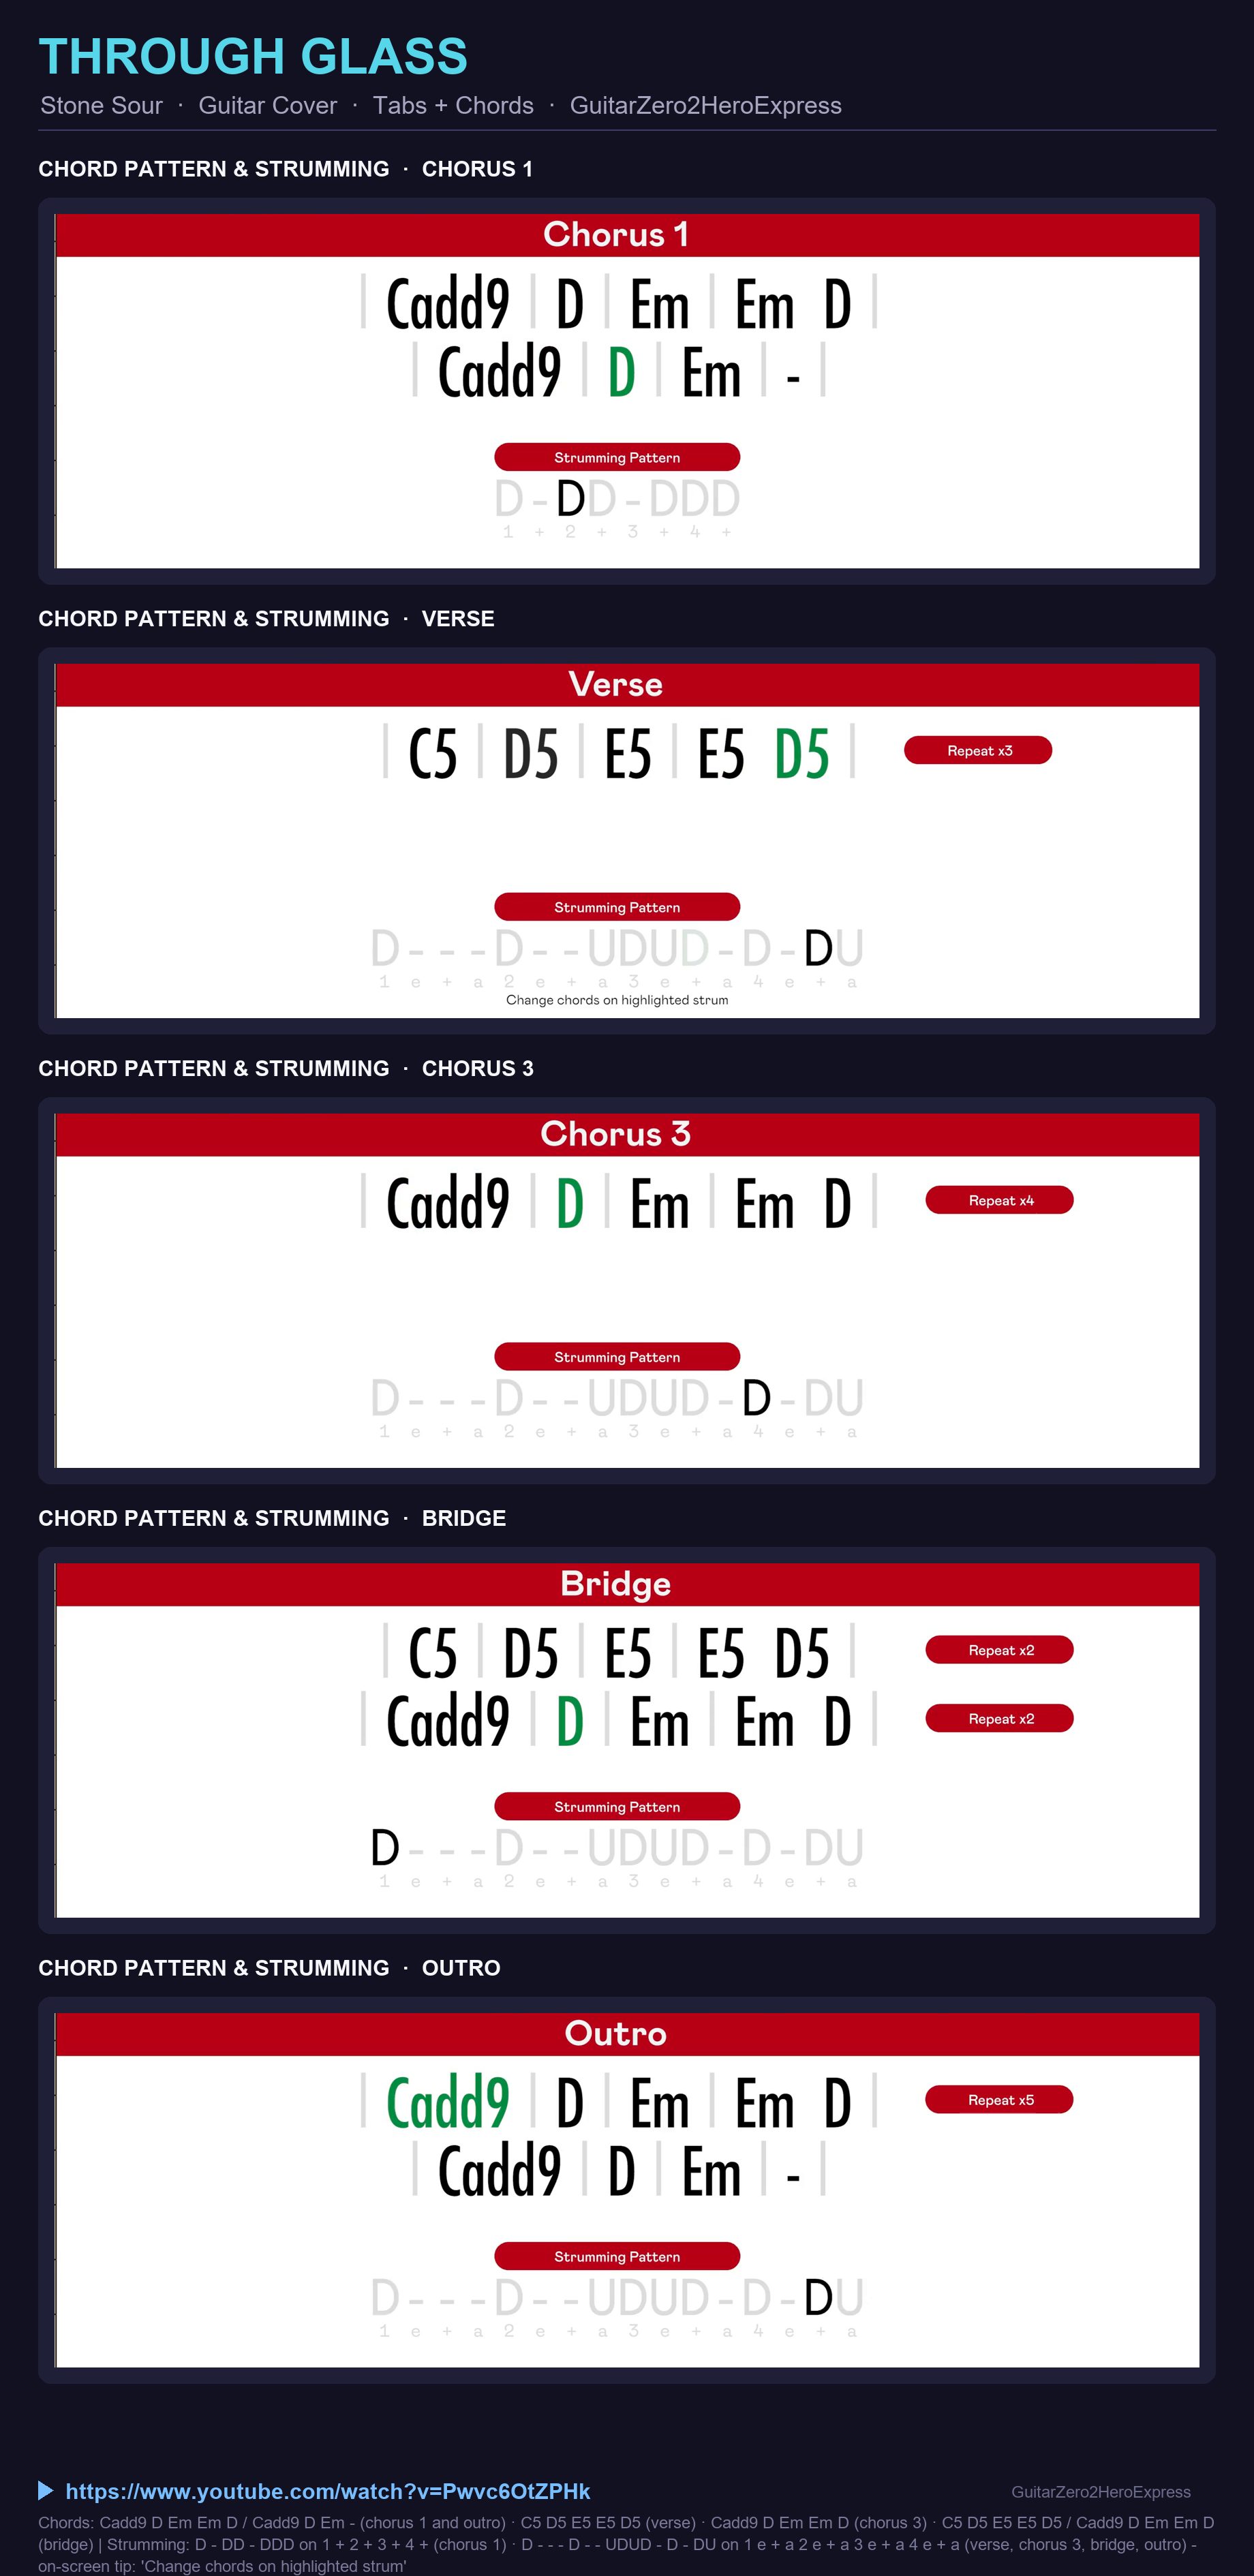 THROUGH GLASS
Stone Sour · Guitar Cover · Tabs + Chords · GuitarZero2HeroExpress
CHORD PATTERN & STRUMMING · CHORUS 1
Chorus 1
| Cadd9 | D | Em | Em D |
| Cadd9 | D | Em | - |
Strumming Pattern
D - D D - D D D
1 + 2 + 3 + 4 +
CHORD PATTERN & STRUMMING · VERSE
Verse
| C5 | D5 | E5 | E5 D5 | Repeat x3
Strumming Pattern
D - - - D - - U D U D - D - D U
1 e + a 2 e + a 3 e + a 4 e + a
Change chords on highlighted strum
CHORD PATTERN & STRUMMING · CHORUS 3
Chorus 3
| Cadd9 | D | Em | Em D | Repeat x4
Strumming Pattern
D - - - D - - U D U D - D - D U
1 e + a 2 e + a 3 e + a 4 e + a
CHORD PATTERN & STRUMMING · BRIDGE
Bridge
| C5 | D5 | E5 | E5 D5 | Repeat x2
| Cadd9 | D | Em | Em D | Repeat x2
Strumming Pattern
D - - - D - - U D U D - D - D U
1 e + a 2 e + a 3 e + a 4 e + a
CHORD PATTERN & STRUMMING · OUTRO
Outro
| Cadd9 | D | Em | Em D | Repeat x5
| Cadd9 | D | Em | - |
Strumming Pattern
D - - - D - - U D U D - D - D U
1 e + a 2 e + a 3 e + a 4 e + a
https://www.youtube.com/watch?v=Pwvc6OtZPHk GuitarZero2HeroExpress
Chords: Cadd9 D Em Em D / Cadd9 D Em - (chorus 1 and outro) · C5 D5 E5 E5 D5 (verse) · Cadd9 D Em Em D (chorus 3) · C5 D5 E5 E5 D5 / Cadd9 D Em Em D
(bridge) | Strumming: D - DD - DDD on 1 + 2 + 3 + 4 + (chorus 1) · D - - - D - - UDUD - D - DU on 1 e + a 2 e + a 3 e + a 4 e + a (verse, chorus 3, bridge, outro) -
on-screen tip: 'Change chords on highlighted strum'